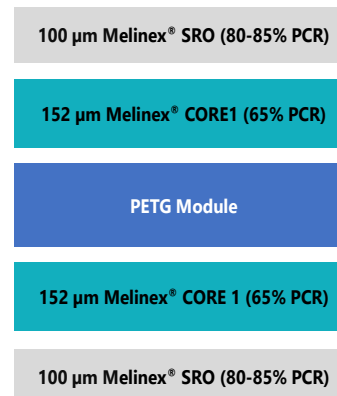 100 µm Melinex® SRO (80-85% PCR)
152 µm Melinex® CORE1 (65% PCR)
PETG Module
152 µm Melinex® CORE 1 (65% PCR)
100 µm Melinex® SRO (80-85% PCR)